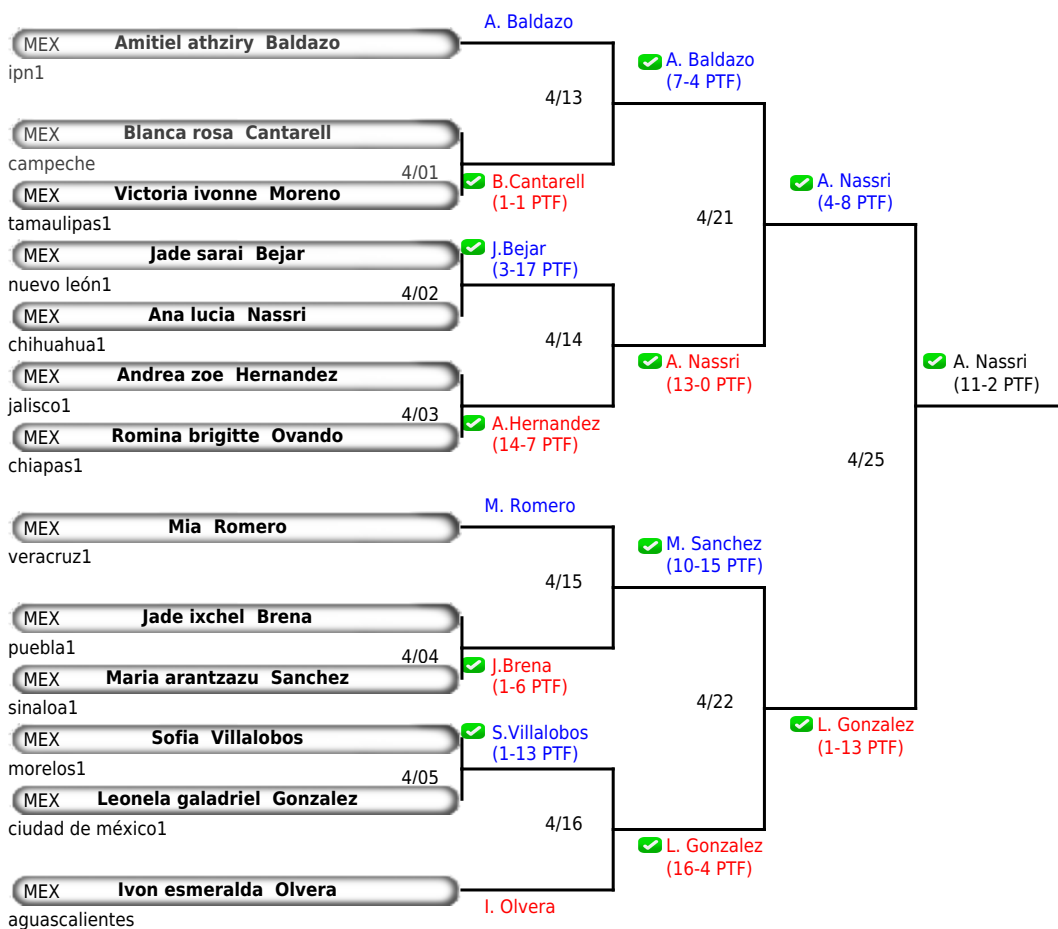 A. Baldazo
MEX Amitiel athziry Baldazo
ipn1
A. Baldazo
(7-4 PTF)
4/13
MEX Blanca rosa Cantarell
campeche
4/01
B.Cantarell
(1-1 PTF)
MEX Victoria ivonne Moreno
tamaulipas1
A. Nassri
(4-8 PTF)
4/21
MEX Jade sarai Bejar
nuevo león1
J.Bejar
(3-17 PTF)
4/02
MEX Ana lucia Nassri
chihuahua1
4/14
A. Nassri
(13-0 PTF)
A. Nassri
(11-2 PTF)
MEX Andrea zoe Hernandez
jalisco1
4/03
A.Hernandez
(14-7 PTF)
MEX Romina brigitte Ovando
chiapas1
4/25
M. Romero
MEX Mia Romero
veracruz1
M. Sanchez
(10-15 PTF)
4/15
MEX Jade ixchel Brena
puebla1
4/04
J.Brena
(1-6 PTF)
MEX Maria arantzazu Sanchez
sinaloa1
4/22
L. Gonzalez
(1-13 PTF)
MEX Sofia Villalobos
morelos1
S.Villalobos
(1-13 PTF)
4/05
MEX Leonela galadriel Gonzalez
ciudad de méxico1
4/16
L. Gonzalez
(16-4 PTF)
MEX Ivon esmeralda Olvera
aguascalientes
I. Olvera